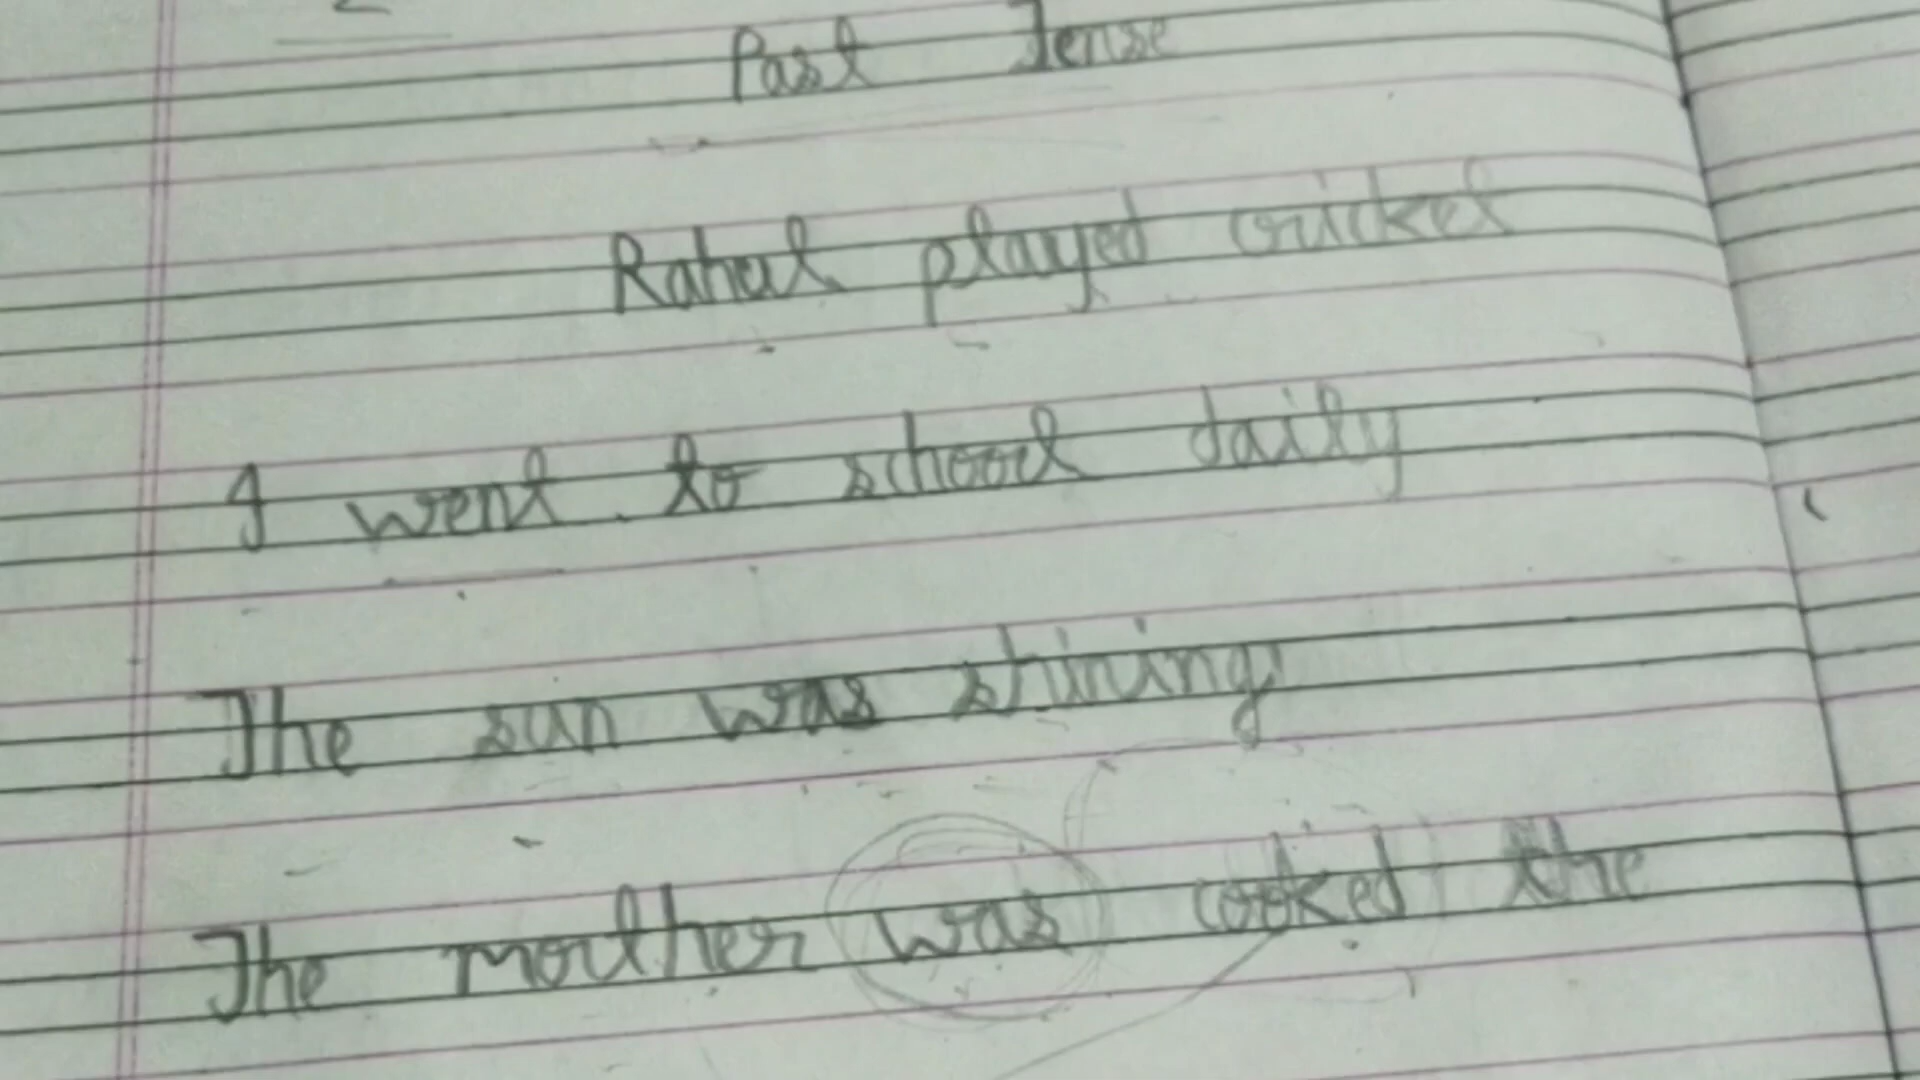 Past Tense
Rahul played cricket
I went to school daily
The sun was shining
The mother was cooked the